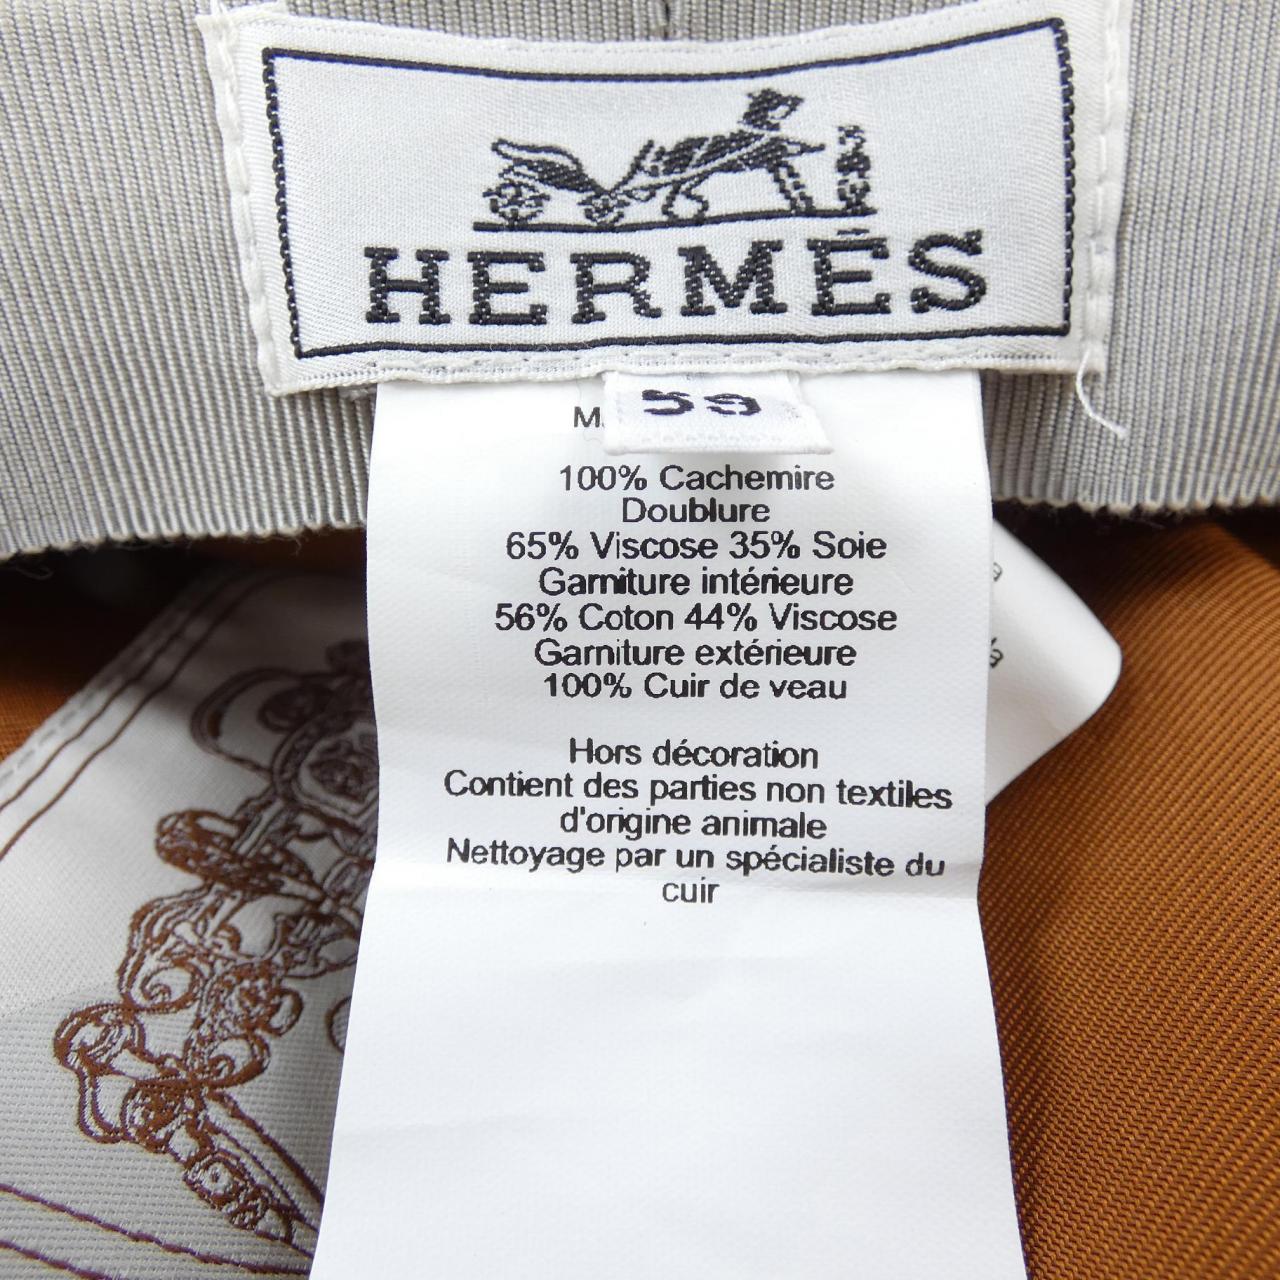 HERMÈS
59
100% Cachemire
Doublure
65% Viscose 35% Soie
Garniture intérieure
56% Coton 44% Viscose
Garniture extérieure
100% Cuir de veau
Hors décoration
Contient des parties non textiles
d'origine animale
Nettoyage par un spécialiste du
cuir